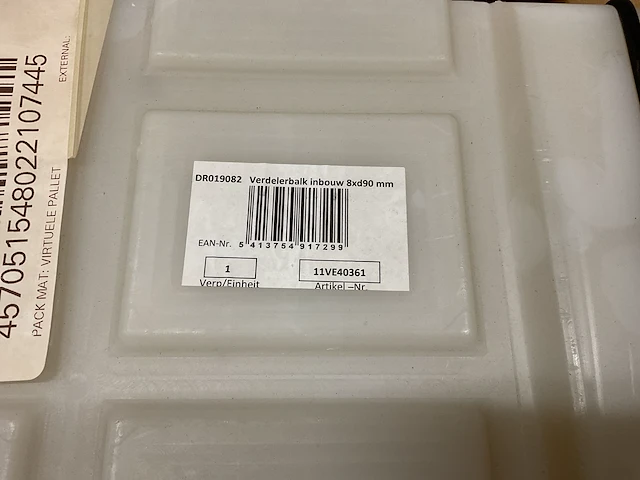 DR019082 Verdelerbalk inbouw 8xd90 mm
EAN-Nr. 5 413754 917299
1
11VE40361
Verp/Einheit
Artikel –Nr.
EXTERNAL:
457051548022107445
PACK MAT: VIRTUELE PALLET